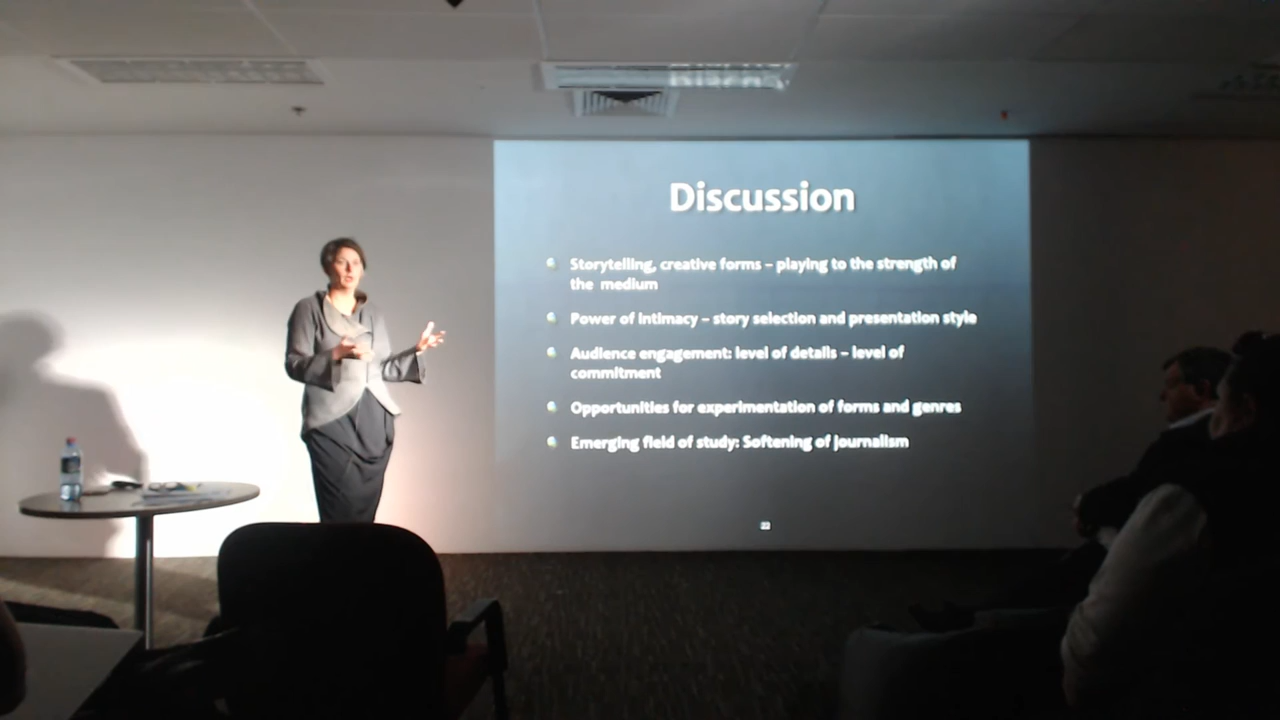 Discussion
Storytelling, creative forms – playing to the strength of
the medium
Power of Intimacy – story selection and presentation style
Audience engagement: level of details – level of
commitment
Opportunities for experimentation of forms and genres
Emerging field of study: Softening of journalism
22